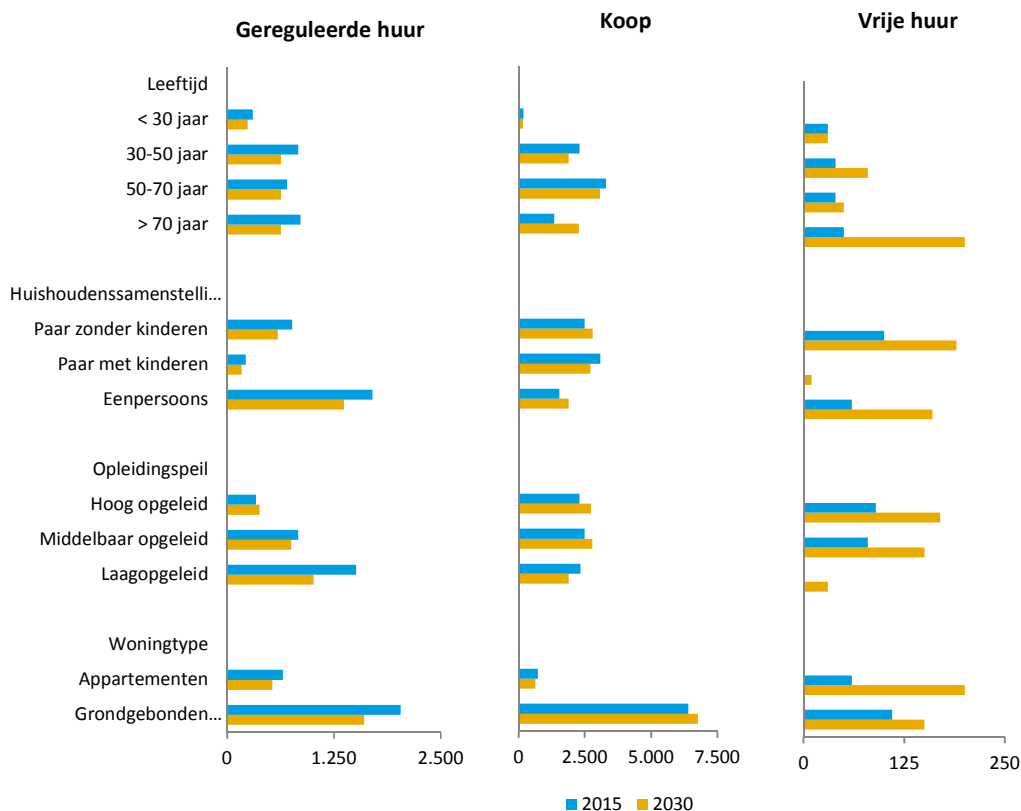 Gereguleerde huur
Koop
Vrije huur
Leeftijd
< 30 jaar
30-50 jaar
50-70 jaar
> 70 jaar
Huishoudenssamenstelli...
Paar zonder kinderen
Paar met kinderen
Eenpersoons
Opleidingspeil
Hoog opgeleid
Middelbaar opgeleid
Laagopgeleid
Woningtype
Appartementen
Grondgebonden...
0 1.250 2.500
0 2.500 5.000 7.500
0 125 250
2015 2030